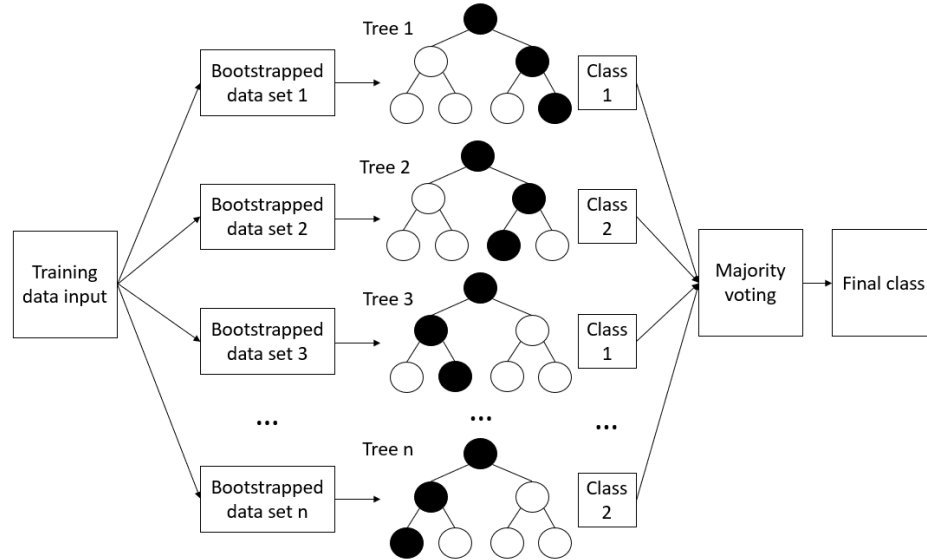 Tree 1
Bootstrapped
data set 1
Class
1
Tree 2
Bootstrapped
data set 2
Class
2
Training
data input
Majority
voting
Final class
Tree 3
Bootstrapped
data set 3
Class
1
...
...
...
Tree n
Bootstrapped
data set n
Class
2